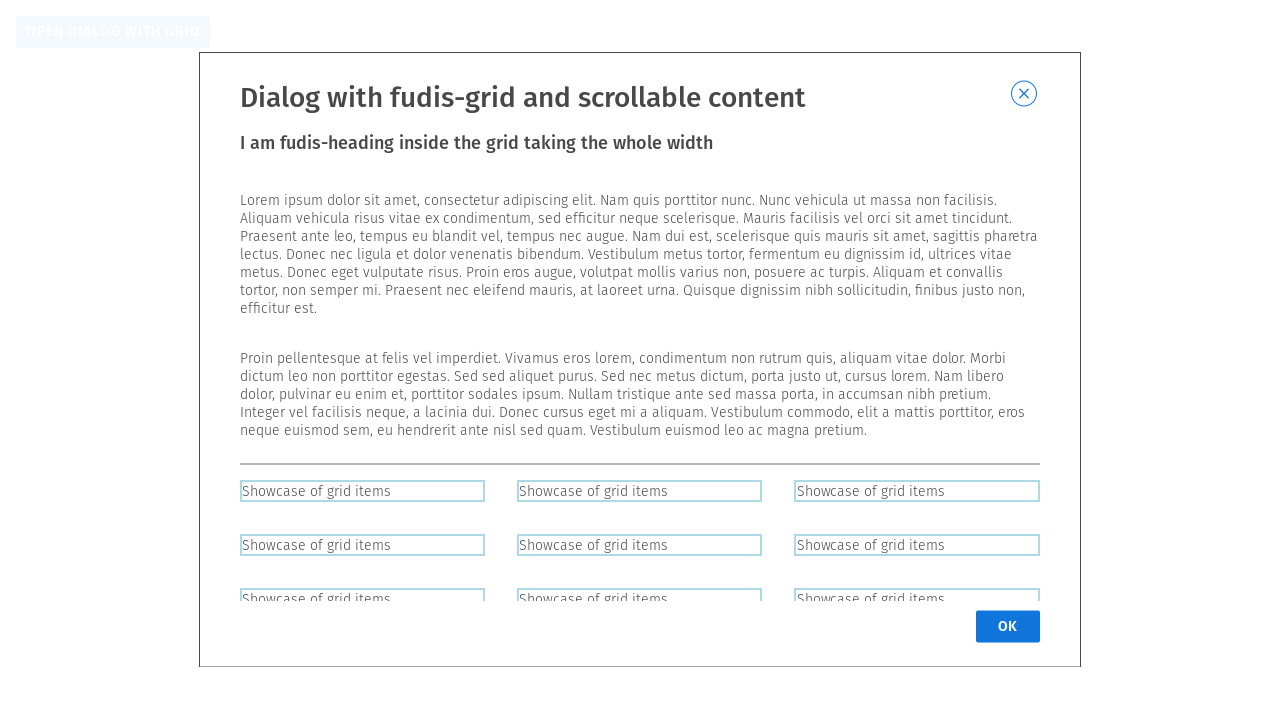 OPEN DIALOG WITH GRID
Dialog with fudis-grid and scrollable content
I am fudis-heading inside the grid taking the whole width
Lorem ipsum dolor sit amet, consectetur adipiscing elit. Nam quis porttitor nunc. Nunc vehicula ut massa non facilisis.
Aliquam vehicula risus vitae ex condimentum, sed efficitur neque scelerisque. Mauris facilisis vel orci sit amet tincidunt.
Praesent ante leo, tempus eu blandit vel, tempus nec augue. Nam dui est, scelerisque quis mauris sit amet, sagittis pharetra
lectus. Donec nec ligula et dolor venenatis bibendum. Vestibulum metus tortor, fermentum eu dignissim id, ultrices vitae
metus. Donec eget vulputate risus. Proin eros augue, volutpat mollis varius non, posuere ac turpis. Aliquam et convallis
tortor, non semper mi. Praesent nec eleifend mauris, at laoreet urna. Quisque dignissim nibh sollicitudin, finibus justo non,
efficitur est.
Proin pellentesque at felis vel imperdiet. Vivamus eros lorem, condimentum non rutrum quis, aliquam vitae dolor. Morbi
dictum leo non porttitor egestas. Sed sed aliquet purus. Sed nec metus dictum, porta justo ut, cursus lorem. Nam libero
dolor, pulvinar eu enim et, porttitor sodales ipsum. Nullam tristique ante sed massa porta, in accumsan nibh pretium.
Integer vel facilisis neque, a lacinia dui. Donec cursus eget mi a aliquam. Vestibulum commodo, elit a mattis porttitor, eros
neque euismod sem, eu hendrerit ante nisl sed quam. Vestibulum euismod leo ac magna pretium.
Showcase of grid items Showcase of grid items Showcase of grid items
Showcase of grid items Showcase of grid items Showcase of grid items
Showcase of grid items Showcase of grid items Showcase of grid items
OK